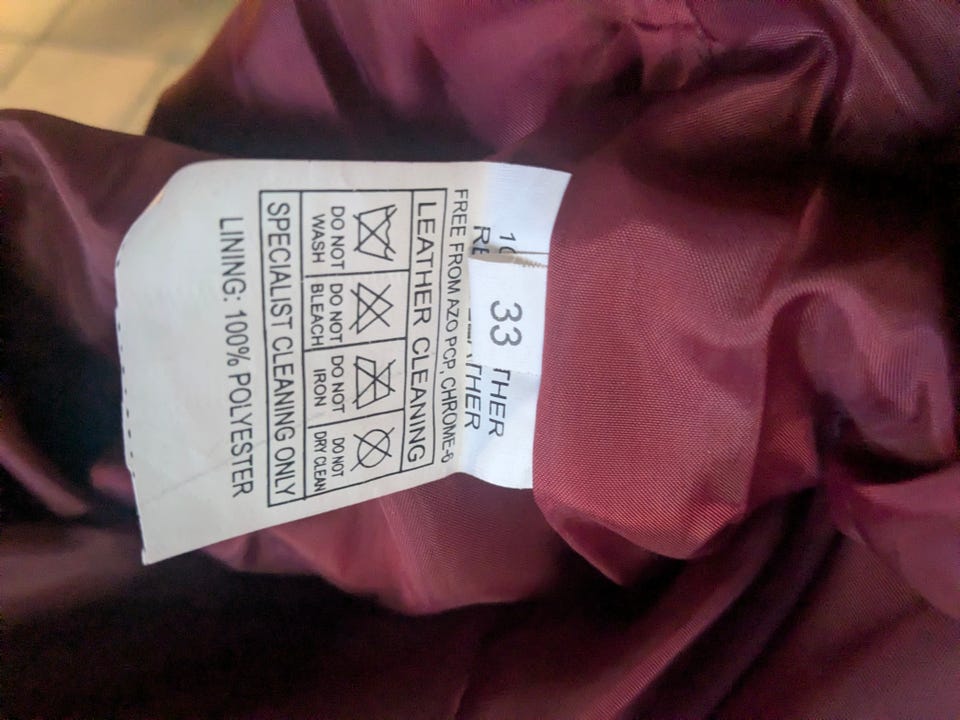 33
FREE FROM AZO PCP, CHROME-6
LEATHER CLEANING
DO NOT DO NOT DO NOT DO NOT
WASH BLEACH IRON DRY CLEAN
SPECIALIST CLEANING ONLY
LINING: 100% POLYESTER